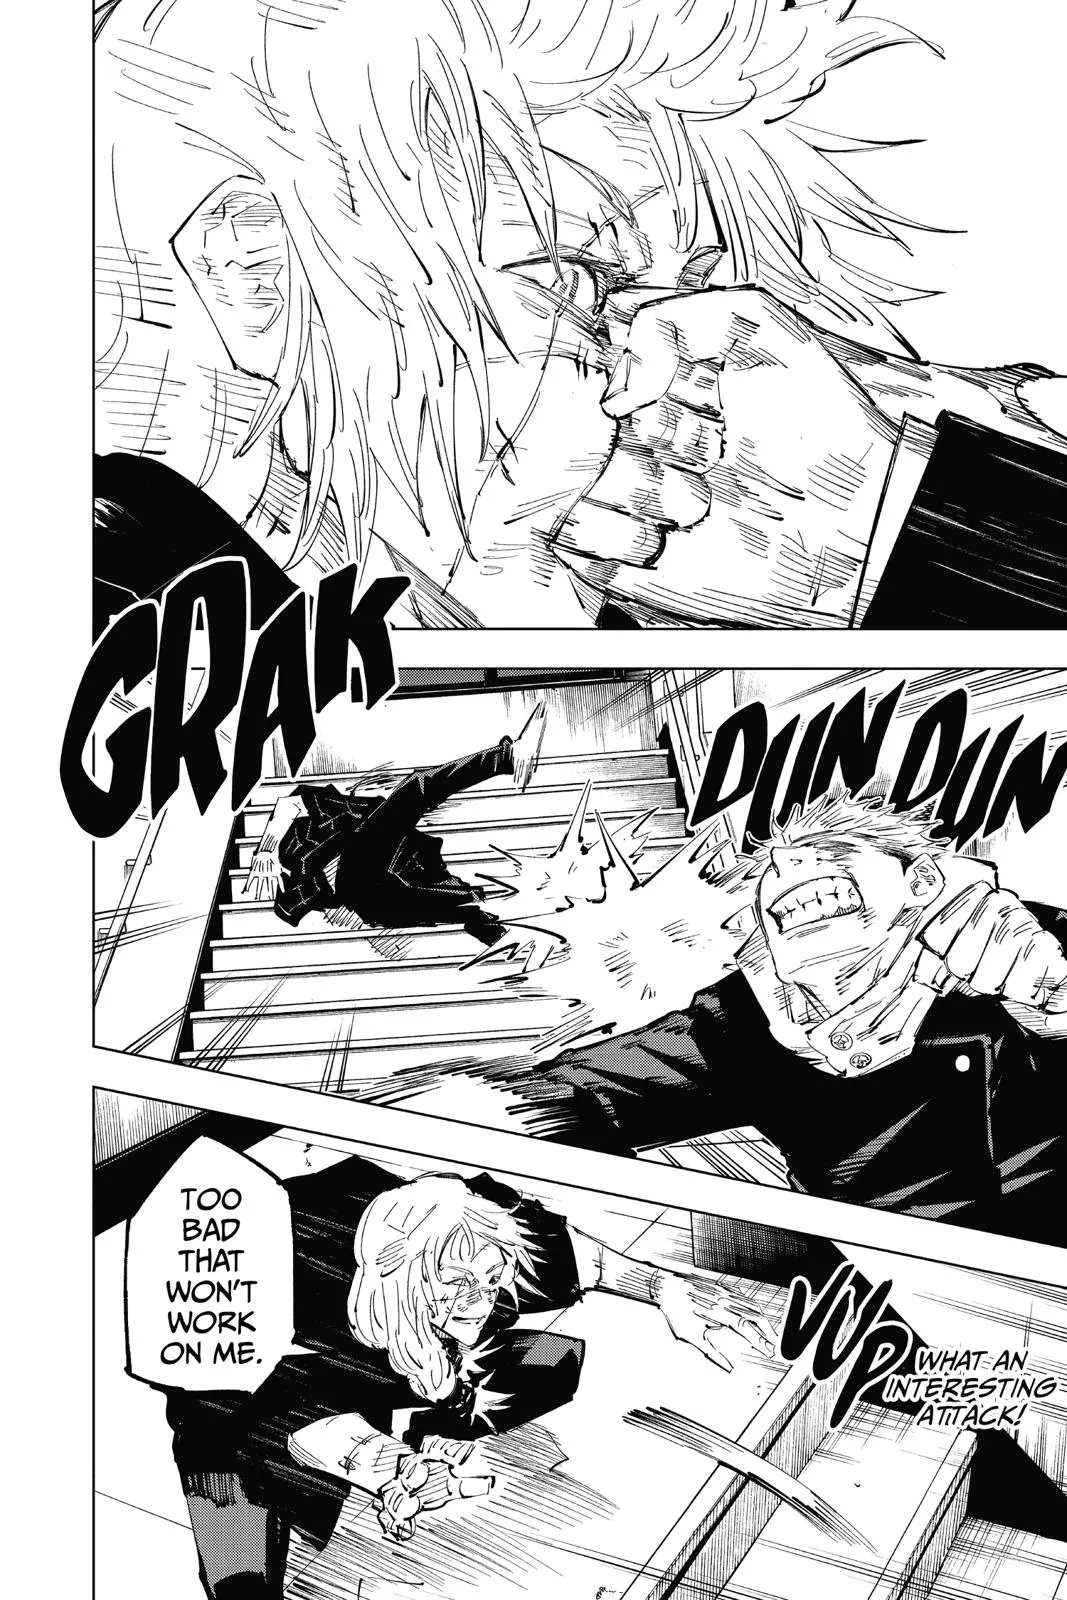 GRAK
DUN DUN
TOO
BAD
THAT
WON'T
WORK
ON ME.
VUP
WHAT AN
INTERESTING
ATTACK!